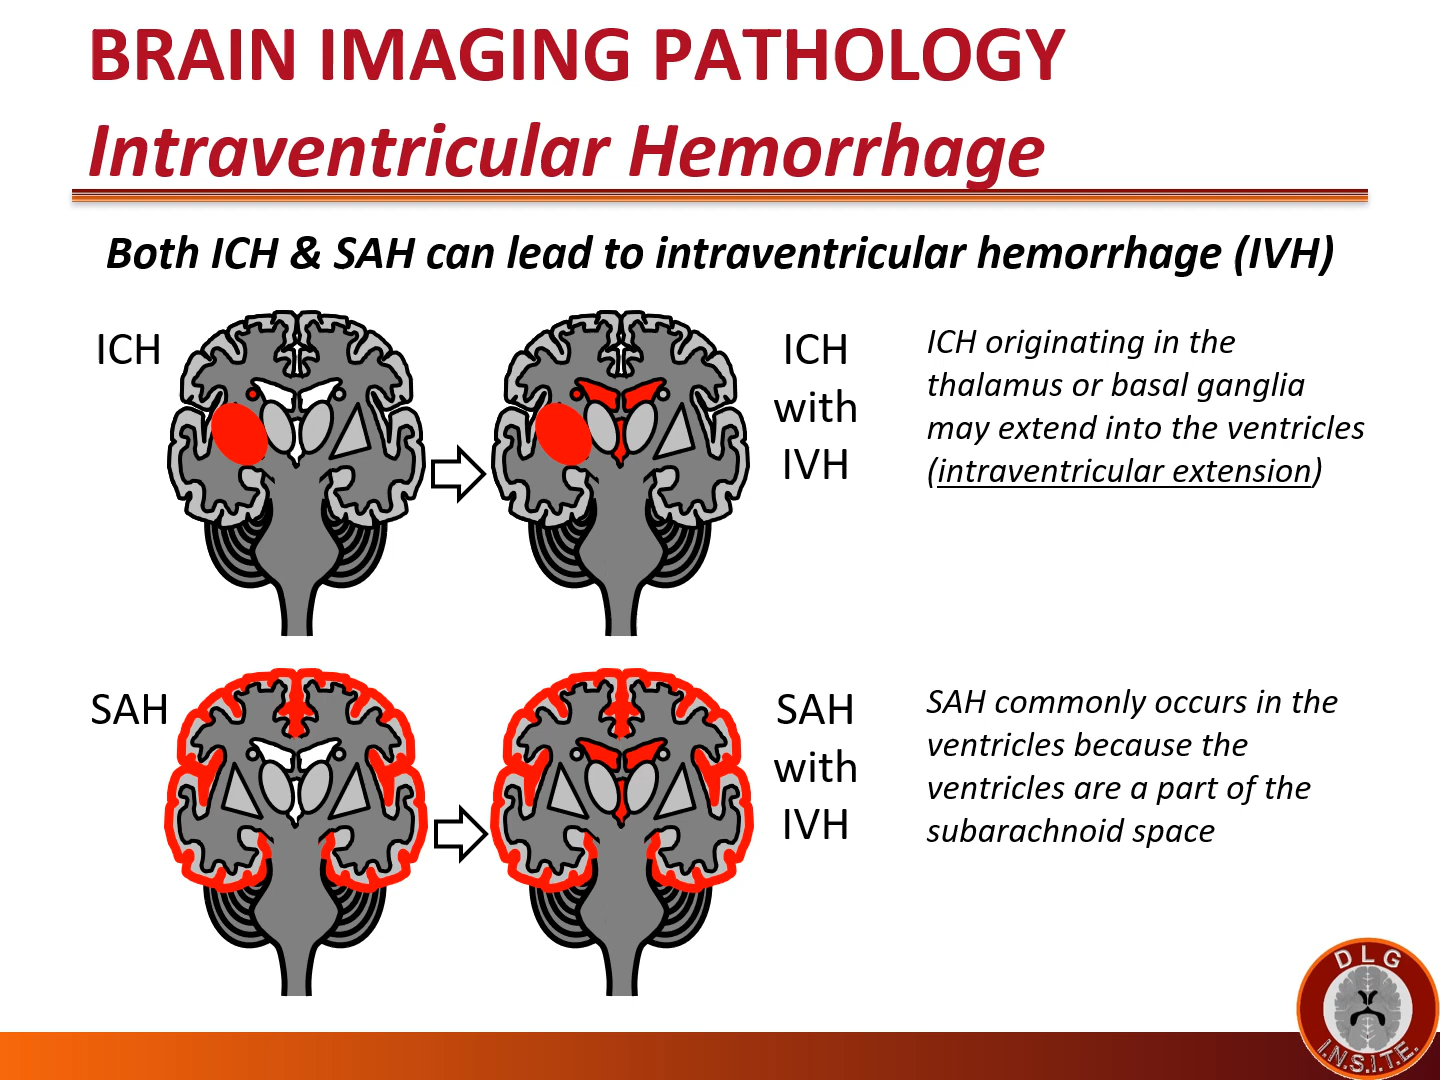 BRAIN IMAGING PATHOLOGY
Intraventricular Hemorrhage
Both ICH & SAH can lead to intraventricular hemorrhage (IVH)
ICH
ICH
with
IVH
ICH originating in the
thalamus or basal ganglia
may extend into the ventricles
(intraventricular extension)
SAH
SAH
with
IVH
SAH commonly occurs in the
ventricles because the
ventricles are a part of the
subarachnoid space
DLG
I.N.S.I.T.E.